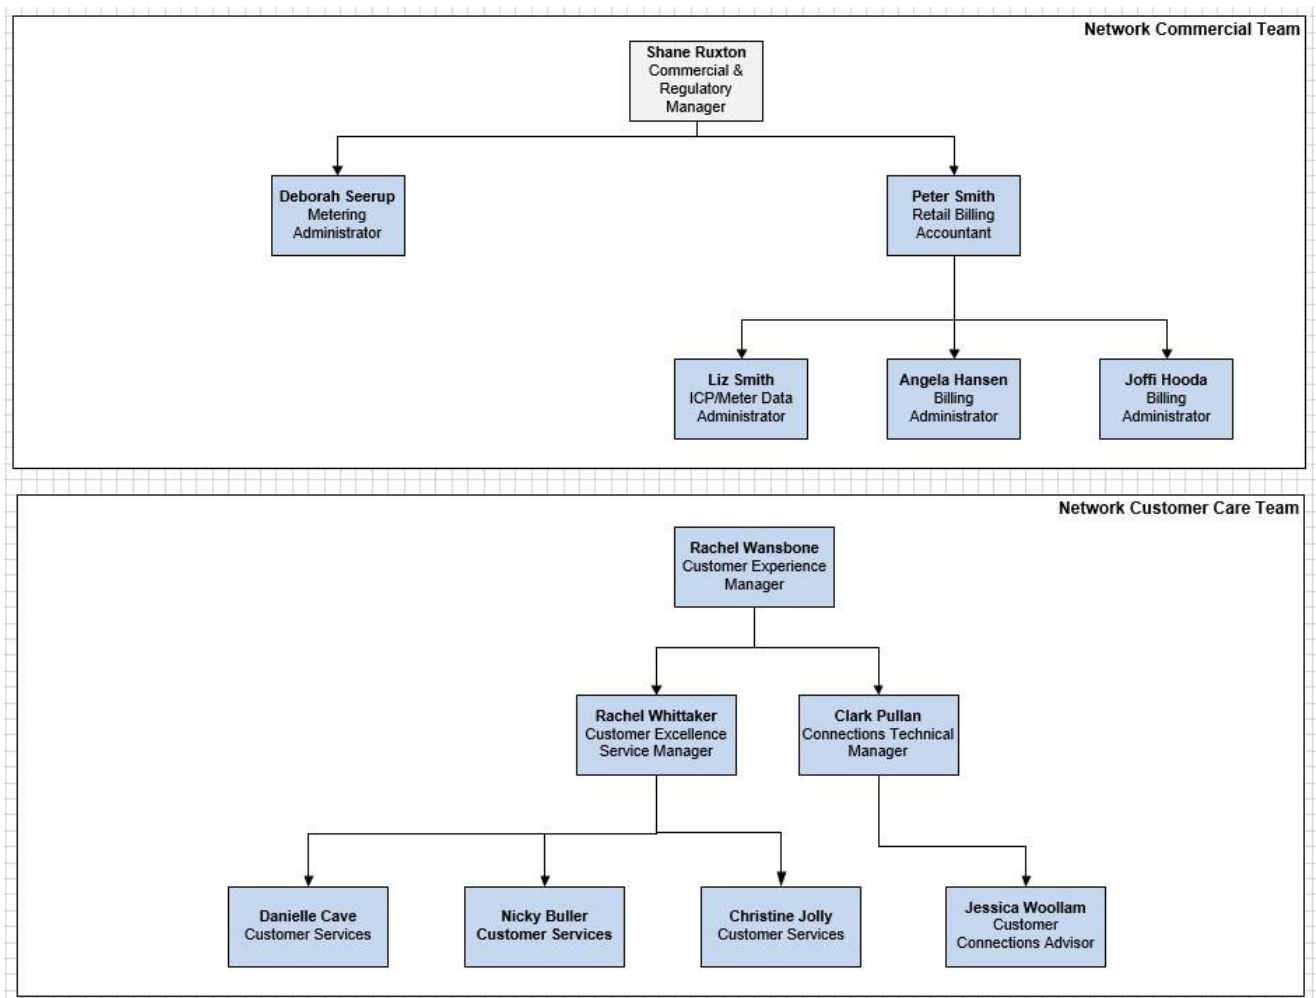 Network Commercial Team
Shane Ruxton
Commercial &
Regulatory
Manager
Deborah Seerup
Metering
Administrator
Peter Smith
Retail Billing
Accountant
Liz Smith
ICP/Meter Data
Administrator
Angela Hansen
Billing
Administrator
Joffi Hooda
Billing
Administrator
Network Customer Care Team
Rachel Wansbone
Customer Experience
Manager
Rachel Whittaker
Customer Excellence
Service Manager
Clark Pullan
Connections Technical
Manager
Danielle Cave
Customer Services
Nicky Buller
Customer Services
Christine Jolly
Customer Services
Jessica Woollam
Customer
Connections Advisor